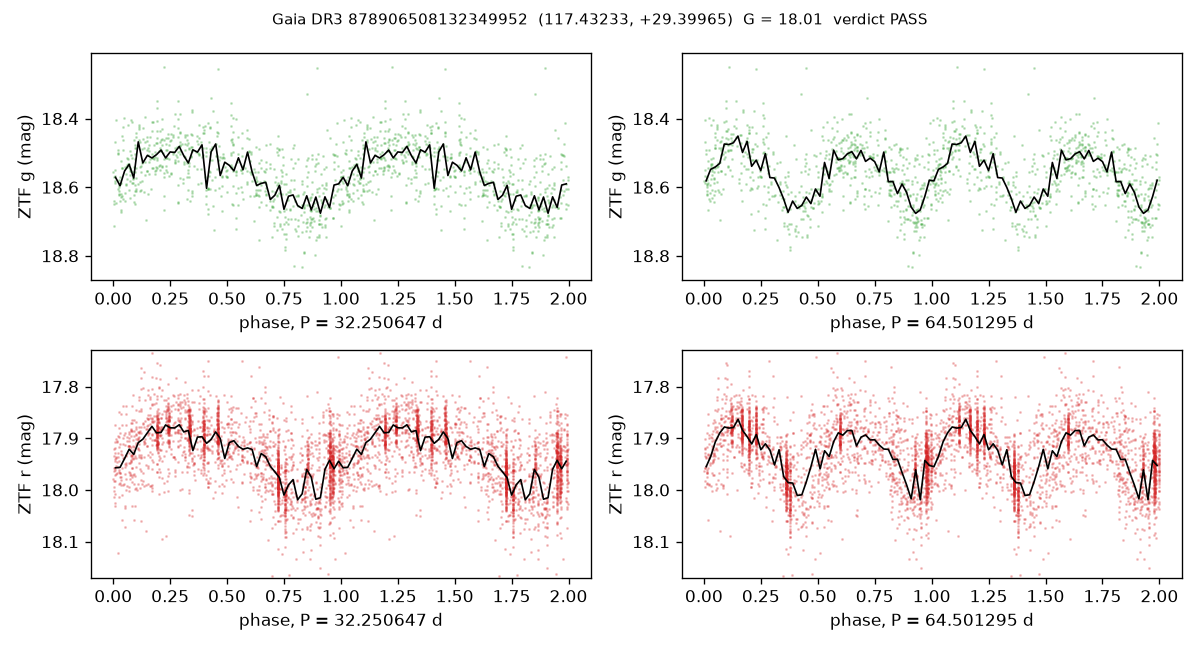 Gaia DR3 878906508132349952  (117.43233, +29.39965)  G = 18.01  verdict PASS
ZTF g (mag)
18.4
18.6
18.8
0.00 0.25 0.50 0.75 1.00 1.25 1.50 1.75 2.00
phase, P = 32.250647 d
ZTF g (mag)
18.4
18.6
18.8
0.00 0.25 0.50 0.75 1.00 1.25 1.50 1.75 2.00
phase, P = 64.501295 d
ZTF r (mag)
17.8
17.9
18.0
18.1
0.00 0.25 0.50 0.75 1.00 1.25 1.50 1.75 2.00
phase, P = 32.250647 d
ZTF r (mag)
17.8
17.9
18.0
18.1
0.00 0.25 0.50 0.75 1.00 1.25 1.50 1.75 2.00
phase, P = 64.501295 d